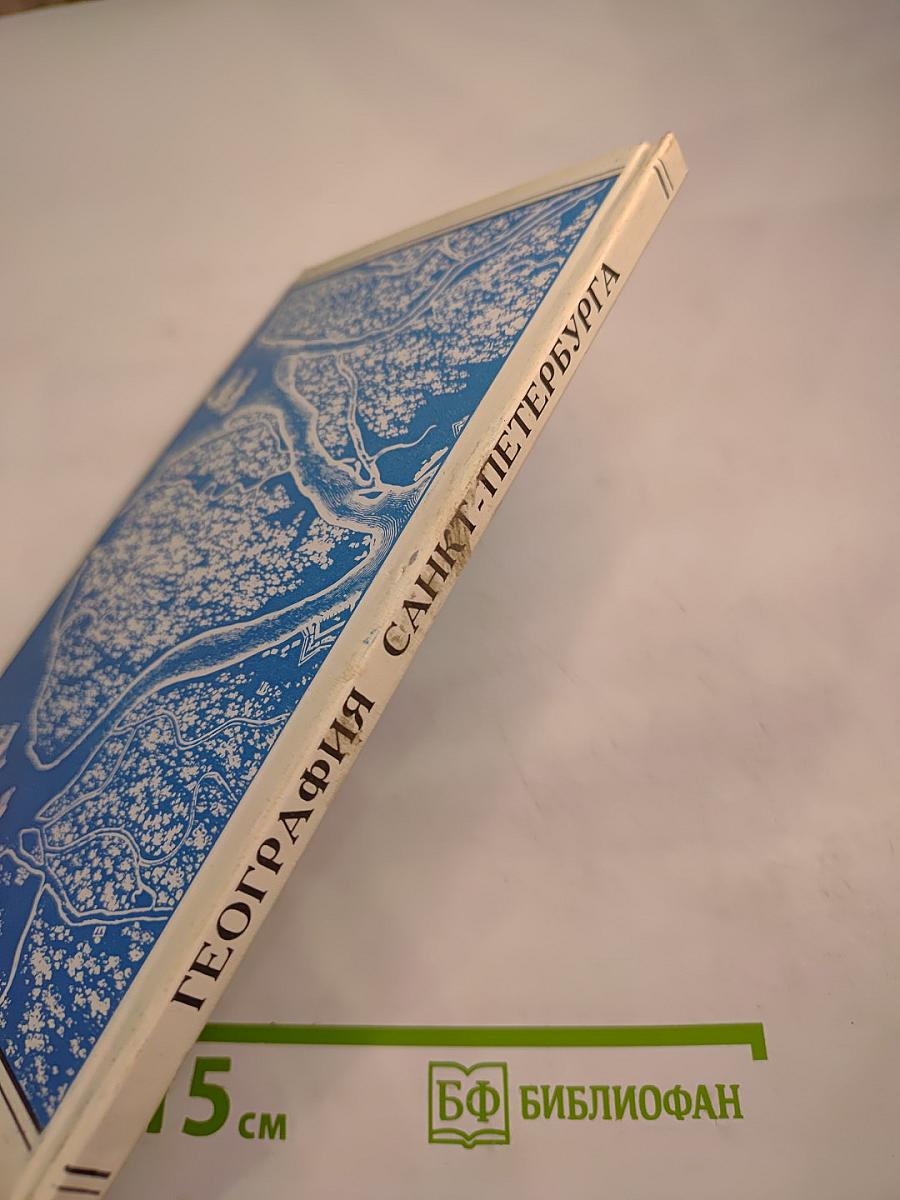 ГЕОГРАФИЯ САНКТ-ПЕТЕРБУРГА
15 см
БФ БИБЛИОФАН